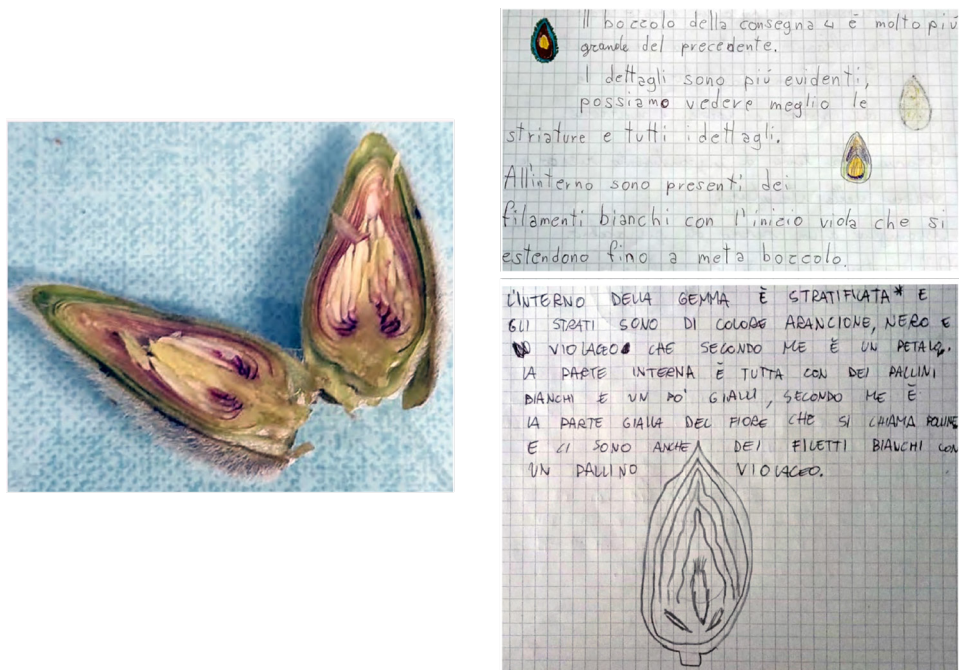 Il boccolo della consegna 4 è molto più
grande del precedente.
I dettagli sono più evidenti,
possiamo vedere meglio le
striature e tutti i dettagli.
All'interno sono presenti dei
filamenti bianchi con l'inicio viola che si
estendono fino a metà boccolo.
L'INTERNO DELLA GEMMA È STRATIFILATA* E
GLI STRATI SONO DI COLORE ARANCIONE, NERO E
VIOLACEO CHE SECONDO ME È UN PETALO.
LA PARTE INTERNA È TUTTA CON DEI PALLINI
BIANCHI E UN PO' GIALLI, SECONDO ME È
LA PARTE GIALLA DEL FIORE CHE SI CHIAMA POLLINE
E CI SONO ANCHE DEI FILETTI BIANCHI CON
UN PALLINO VIOLACEO.